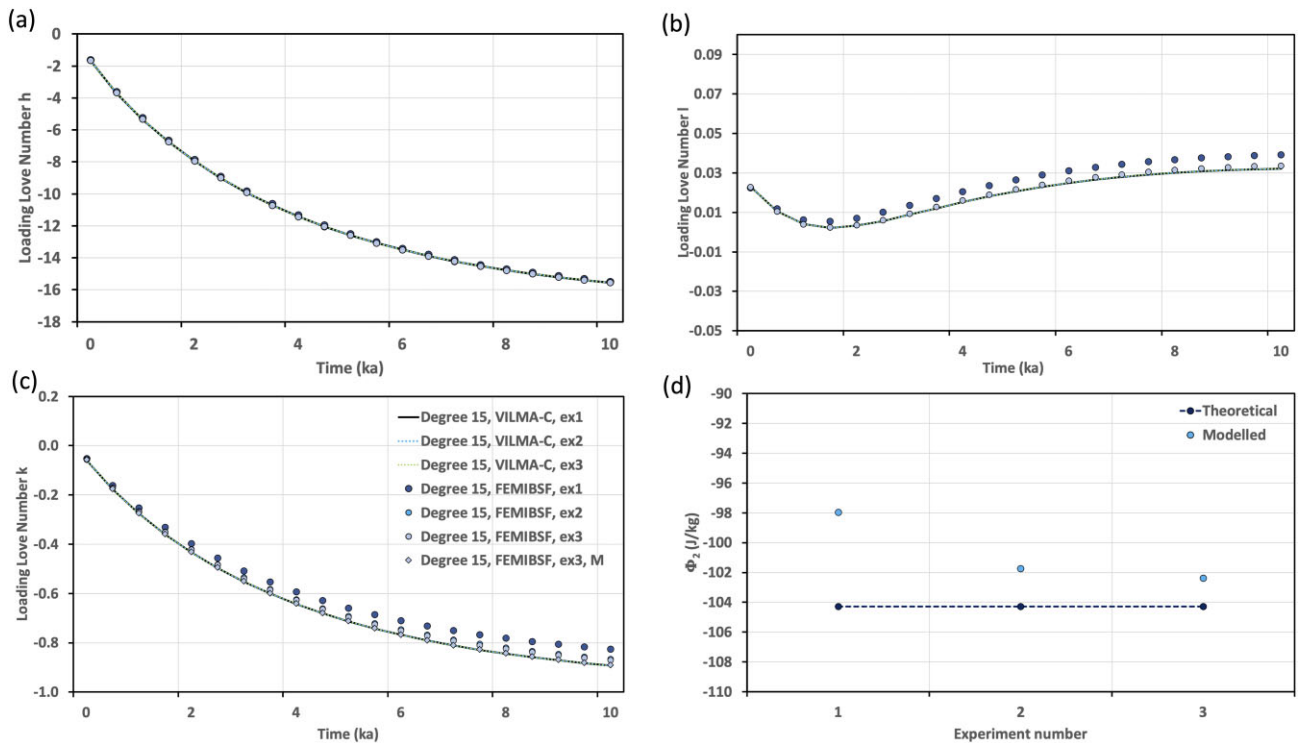 (a)
0
-2
-4
-6
-8
-10
-12
-14
-16
-18
Loading Love Number h
0 2 4 6 8 10
Time (ka)
(b)
0.09
0.07
0.05
0.03
0.01
-0.01
-0.03
-0.05
Loading Love Number l
0 2 4 6 8 10
Time (ka)
(c)
0.2
0.0
-0.2
-0.4
-0.6
-0.8
-1.0
Loading Love Number k
Degree 15, VILMA-C, ex1
Degree 15, VILMA-C, ex2
Degree 15, VILMA-C, ex3
Degree 15, FEMIBSF, ex1
Degree 15, FEMIBSF, ex2
Degree 15, FEMIBSF, ex3
Degree 15, FEMIBSF, ex3, M
0 2 4 6 8 10
Time (ka)
(d)
-90
-92
-94
-96
-98
-100
-102
-104
-106
-108
-110
Φ₂ (J/kg)
Theoretical
Modelled
1 2 3
Experiment number